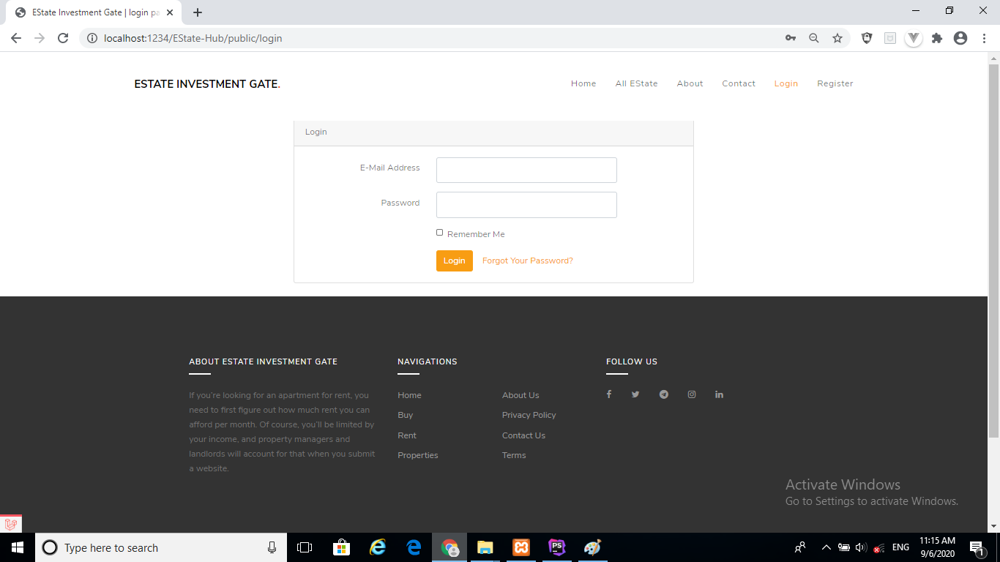 EState Investment Gate | login pa
localhost:1234/EState-Hub/public/login
ESTATE INVESTMENT GATE.
Home All EState About Contact Login Register
Login
E-Mail Address
Password
Remember Me
Login Forgot Your Password?
ABOUT ESTATE INVESTMENT GATE
If you're looking for an apartment for rent, you
need to first figure out how much rent you can
afford per month. Of course, you'll be limited by
your income, and property managers and
landlords will account for that when you submit
a website.
NAVIGATIONS
Home
Buy
Rent
Properties
About Us
Privacy Policy
Contact Us
Terms
FOLLOW US
Activate Windows
Go to Settings to activate Windows.
Type here to search
PS
ENG
11:15 AM
9/6/2020
1